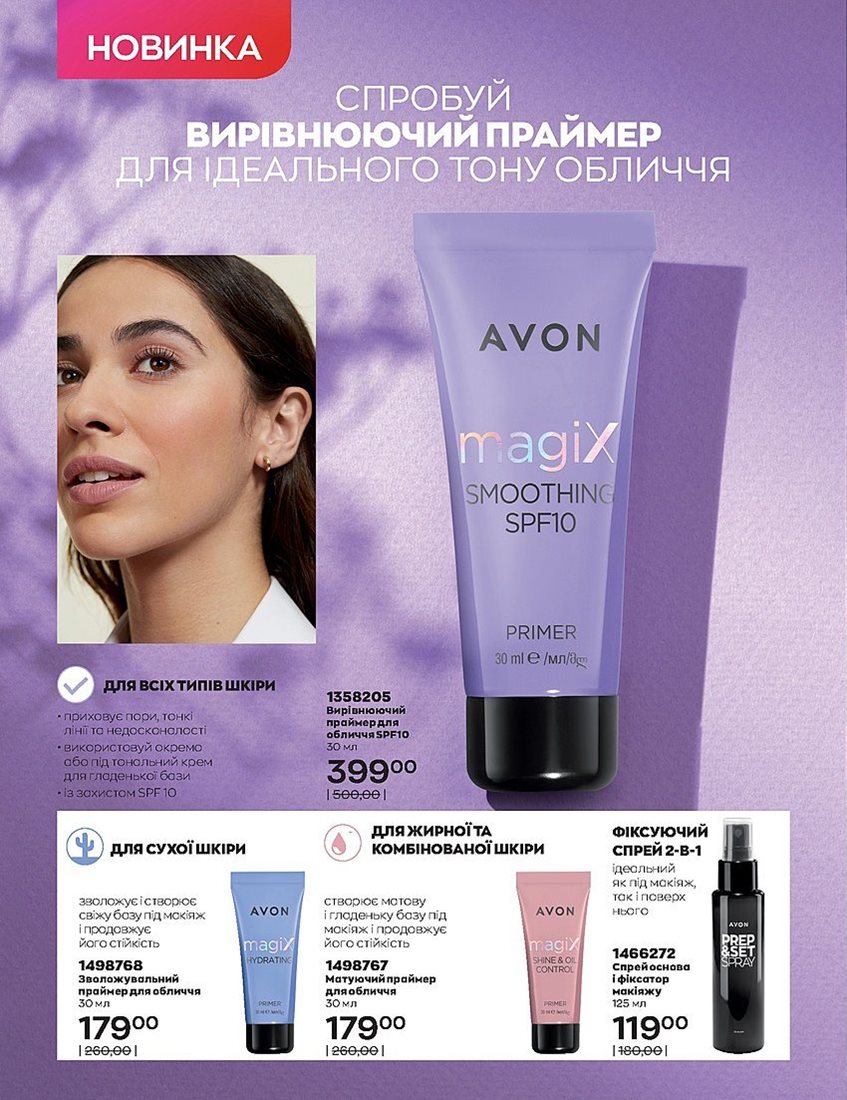 НОВИНКА
СПРОБУЙ
ВИРІВНЮЮЧИЙ ПРАЙМЕР
ДЛЯ ІДЕАЛЬНОГО ТОНУ ОБЛИЧЧЯ
AVON
magiX
SMOOTHING
SPF10
PRIMER
30 ml e /мл/
ДЛЯ ВСІХ ТИПІВ ШКІРИ
• приховує пори, тонкі
лінії та недосконалості
• використовуй окремо
або під тональний крем
для гладенької бази
• із захистом SPF 10
1358205
Вирівнюючий
праймер для
обличчя SPF10
30 мл
399⁰⁰
| 500,00 |
ДЛЯ СУХОЇ ШКІРИ
зволожує і створює
свіжу базу під макіяж
і продовжує
його стійкість
1498768
Зволожувальний
праймер для обличчя
30 мл
179⁰⁰
| 260,00 |
AVON
magiX
HYDRATING
PRIMER
ДЛЯ ЖИРНОЇ ТА
КОМБІНОВАНОЇ ШКІРИ
створює матову
і гладеньку базу під
макіяж і продовжує
його стійкість
1498767
Матуючий праймер
для обличчя
30 мл
179⁰⁰
| 260,00 |
AVON
magiX
SHINE & OIL
CONTROL
PRIMER
ФІКСУЮЧИЙ
СПРЕЙ 2-В-1
ідеальний
як під макіяж,
так і поверх
нього
1466272
Спрей основа
і фіксатор
макіяжу
125 мл
119⁰⁰
| 180,00 |
AVON
PREP
&SET
SPRAY